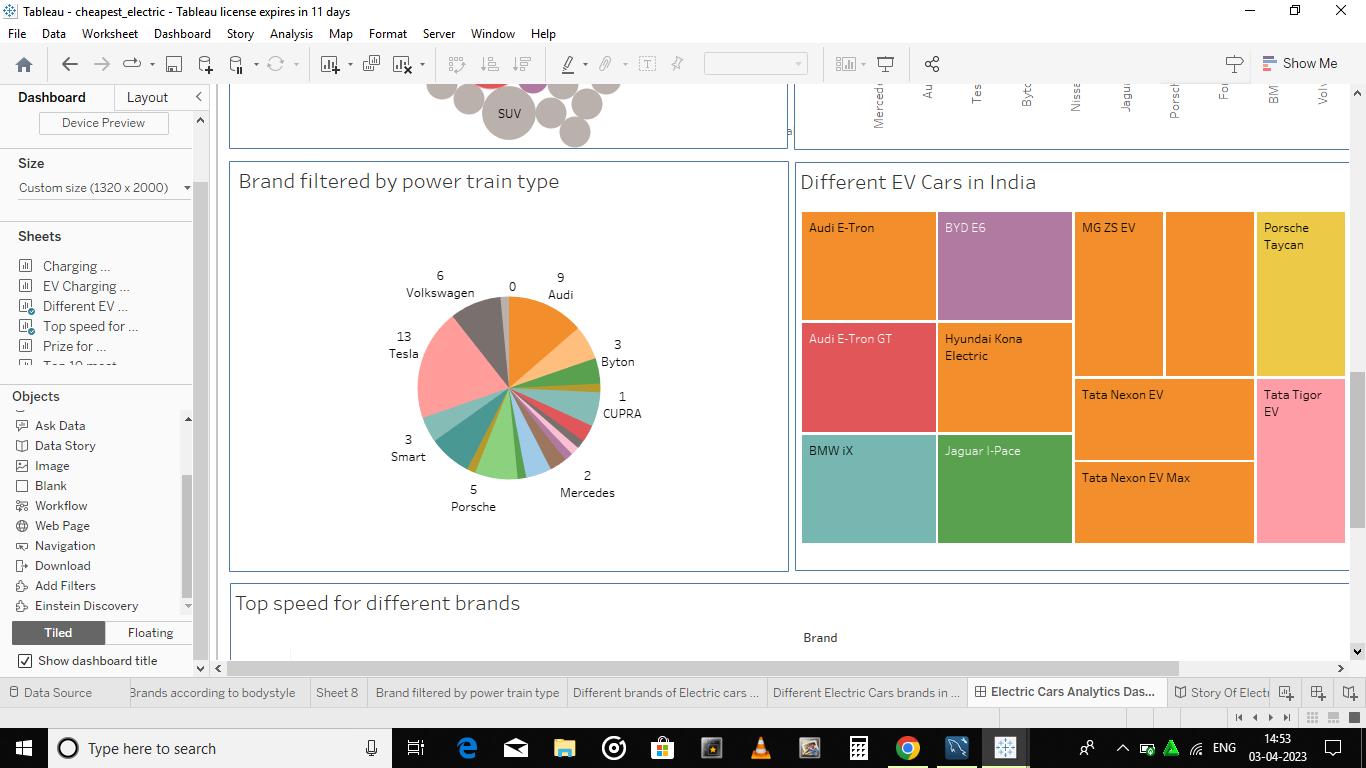 Tableau - cheapest_electric - Tableau license expires in 11 days
File Data Worksheet Dashboard Story Analysis Map Format Server Window Help
Show Me
Dashboard Layout
Device Preview
Size
Custom size (1320 x 2000)
Sheets
Charging ...
EV Charging ...
Different EV ...
Top speed for ...
Prize for ...
Top 10 most
Objects
Ask Data
Data Story
Image
Blank
Workflow
Web Page
Navigation
Download
Add Filters
Einstein Discovery
Tiled Floating
Show dashboard title
SUV
a
Mercede
Au
Tes
Byto
Nissa
Jagua
Porsch
For
BM
Volv
Brand filtered by power train type
0
9
Audi
3
Byton
1
CUPRA
2
Mercedes
5
Porsche
3
Smart
13
Tesla
6
Volkswagen
Different EV Cars in India
Audi E-Tron
BYD E6
MG ZS EV
Porsche
Taycan
Audi E-Tron GT
Hyundai Kona
Electric
Tata Nexon EV
Tata Tigor
EV
BMW iX
Jaguar I-Pace
Tata Nexon EV Max
Top speed for different brands
Brand
Data Source Brands according to bodystyle Sheet 8 Brand filtered by power train type Different brands of Electric cars ... Different Electric Cars brands in ... Electric Cars Analytics Das... Story Of Electr
Type here to search
ENG
14:53
03-04-2023